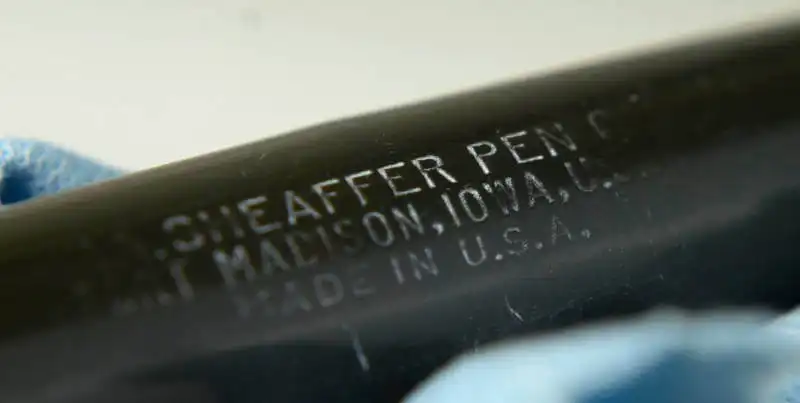 SHEAFFER PEN
MADISON, IOWA, U.
MADE IN U.S.A.